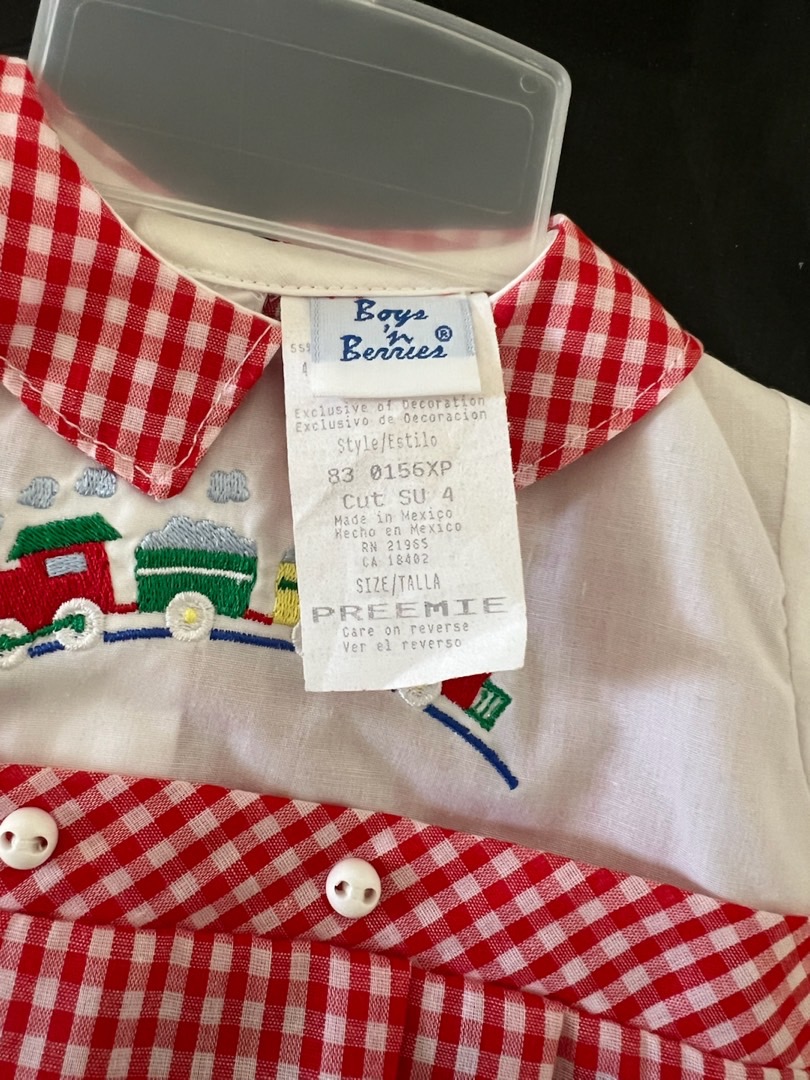 Boys
'n
Berries®
Exclusive of Decoration
Exclusivo de Decoracion
Style/Estilo
83 0156XP
Cut SU 4
Made in Mexico
Hecho en Mexico
RN 21965
CA 18402
SIZE/TALLA
PREEMIE
Care on reverse
Ver el reverso